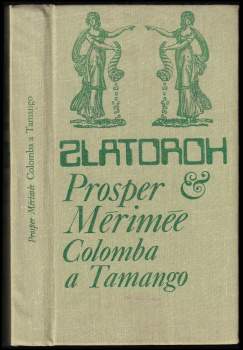 Prosper Mérimée Colomba a Tamango
ZLATOROH
Prosper &
Mérimée
Colomba
a Tamango